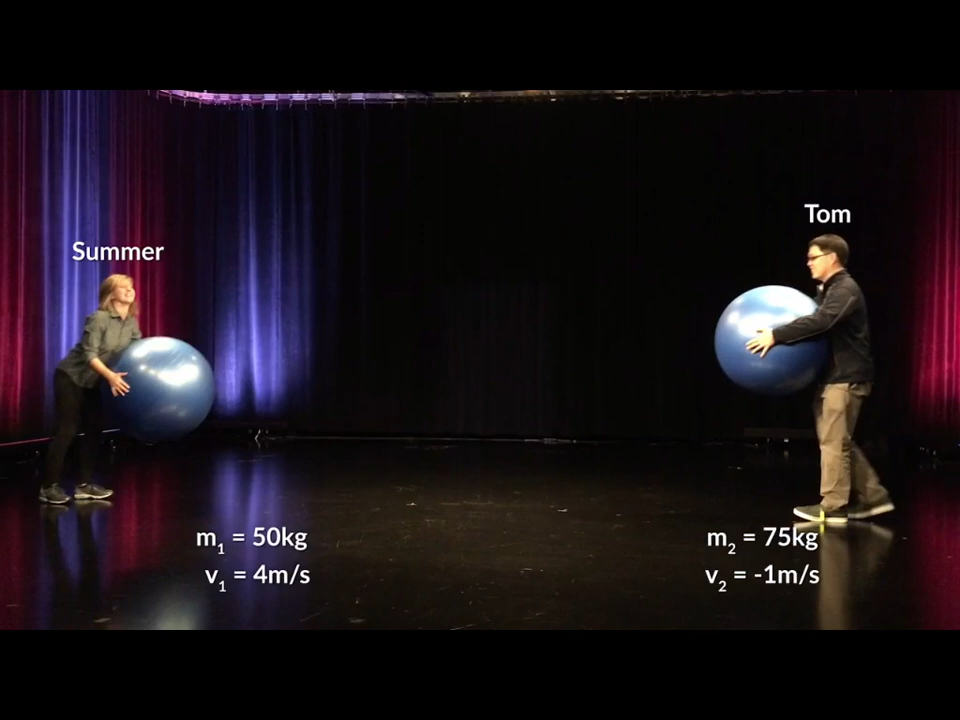 Tom
Summer
m₁ = 50kg
v₁ = 4m/s
m₂ = 75kg
v₂ = -1m/s